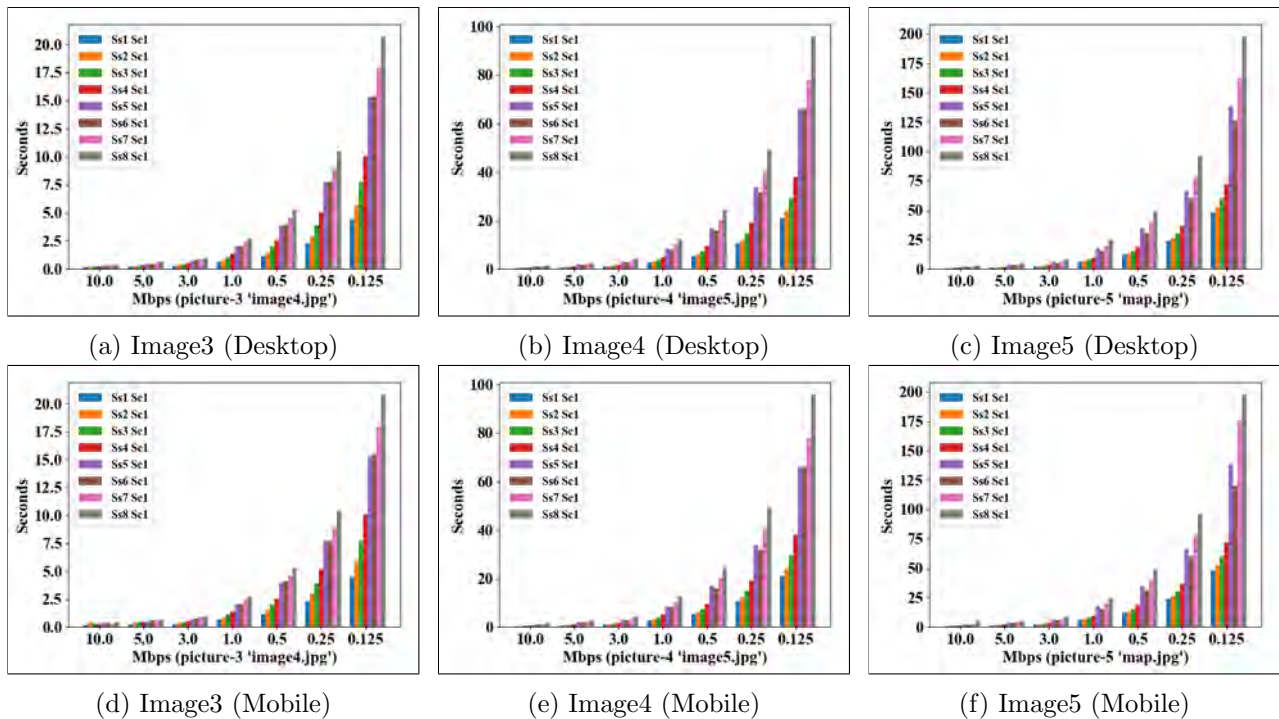 20.0
17.5
15.0
12.5
10.0
7.5
5.0
2.5
0.0
Seconds
Ss1 Sc1
Ss2 Sc1
Ss3 Sc1
Ss4 Sc1
Ss5 Sc1
Ss6 Sc1
Ss7 Sc1
Ss8 Sc1
10.0 5.0 3.0 1.0 0.5 0.25 0.125
Mbps (picture-3 'image4.jpg')
(a) Image3 (Desktop)
100
80
60
40
20
0
Seconds
Ss1 Sc1
Ss2 Sc1
Ss3 Sc1
Ss4 Sc1
Ss5 Sc1
Ss6 Sc1
Ss7 Sc1
Ss8 Sc1
10.0 5.0 3.0 1.0 0.5 0.25 0.125
Mbps (picture-4 'image5.jpg')
(b) Image4 (Desktop)
200
175
150
125
100
75
50
25
0
Seconds
Ss1 Sc1
Ss2 Sc1
Ss3 Sc1
Ss4 Sc1
Ss5 Sc1
Ss6 Sc1
Ss7 Sc1
Ss8 Sc1
10.0 5.0 3.0 1.0 0.5 0.25 0.125
Mbps (picture-5 'map.jpg')
(c) Image5 (Desktop)
20.0
17.5
15.0
12.5
10.0
7.5
5.0
2.5
0.0
Seconds
Ss1 Sc1
Ss2 Sc1
Ss3 Sc1
Ss4 Sc1
Ss5 Sc1
Ss6 Sc1
Ss7 Sc1
Ss8 Sc1
10.0 5.0 3.0 1.0 0.5 0.25 0.125
Mbps (picture-3 'image4.jpg')
(d) Image3 (Mobile)
100
80
60
40
20
0
Seconds
Ss1 Sc1
Ss2 Sc1
Ss3 Sc1
Ss4 Sc1
Ss5 Sc1
Ss6 Sc1
Ss7 Sc1
Ss8 Sc1
10.0 5.0 3.0 1.0 0.5 0.25 0.125
Mbps (picture-4 'image5.jpg')
(e) Image4 (Mobile)
200
175
150
125
100
75
50
25
0
Seconds
Ss1 Sc1
Ss2 Sc1
Ss3 Sc1
Ss4 Sc1
Ss5 Sc1
Ss6 Sc1
Ss7 Sc1
Ss8 Sc1
10.0 5.0 3.0 1.0 0.5 0.25 0.125
Mbps (picture-5 'map.jpg')
(f) Image5 (Mobile)